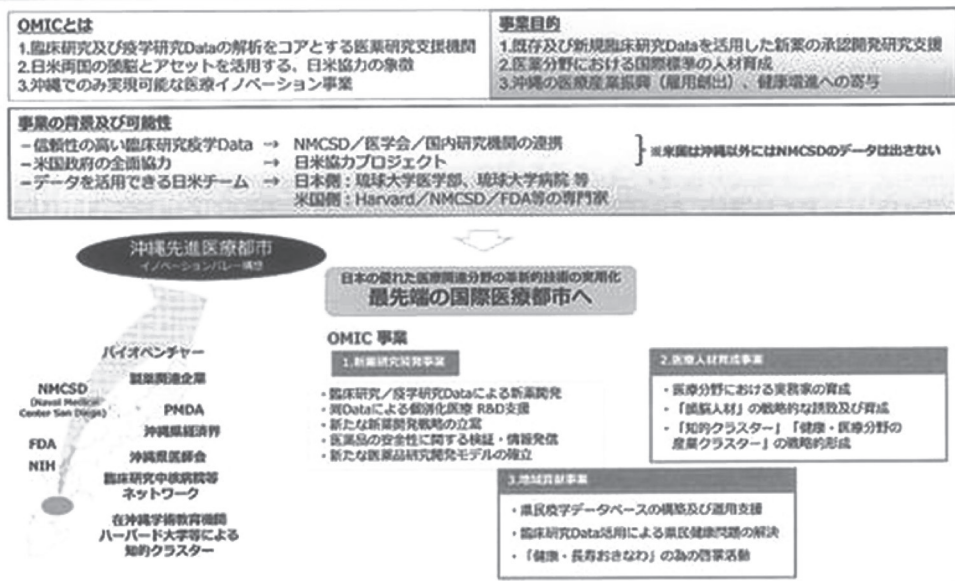 OMICとは
1.臨床研究及び疫学研究Dataの解析をコアとする医薬研究支援機関
2.日米両国の頭脳とアセットを活用する、日米協力の象徴
3.沖縄でのみ実現可能な医療イノベーション事業
事業目的
1.既存及び新規臨床研究Dataを活用した新薬の承認開発研究支援
2.医薬分野における国際標準の人材育成
3.沖縄の医療産業振興（雇用創出）、健康増進への寄与
事業の背景及び可能性
－信頼性の高い臨床研究疫学Data → NMCSD／医学会／国内研究機関の連携
－米国政府の全面協力 → 日米協力プロジェクト
－データを活用できる日米チーム → 日本側：琉球大学医学部、琉球大学病院 等
米国側：Harvard／NMCSD／FDA等の専門家
※米国は沖縄以外にはNMCSDのデータは出さない
沖縄先進医療都市
イノベーションバレー構想
日本の優れた医療関連分野の革新的技術の実用化
最先端の国際医療都市へ
バイオベンチャー
製薬関連企業
NMCSD
(Naval Medical
Center San Diego)
PMDA
沖縄県経済界
FDA
沖縄県医師会
NIH
臨床研究中核病院等
ネットワーク
在沖縄学術教育機関
ハーバード大学等による
知的クラスター
OMIC 事業
1.新薬研究開発事業
・臨床研究／疫学研究Dataによる新薬開発
・同Dataによる個別化医療 R&D支援
・新たな新薬開発戦略の立案
・医薬品の安全性に関する検証・情報発信
・新たな医薬品研究開発モデルの確立
2.医療人材育成事業
・医療分野における実務家の育成
・「頭脳人材」の戦略的な誘致及び育成
・「知的クラスター」「健康・医療分野の
産業クラスター」の戦略的形成
3.地域貢献事業
・県民疫学データベースの構築及び運用支援
・臨床研究Data活用による県民健康問題の解決
・「健康・長寿おきなわ」の為の啓蒙活動